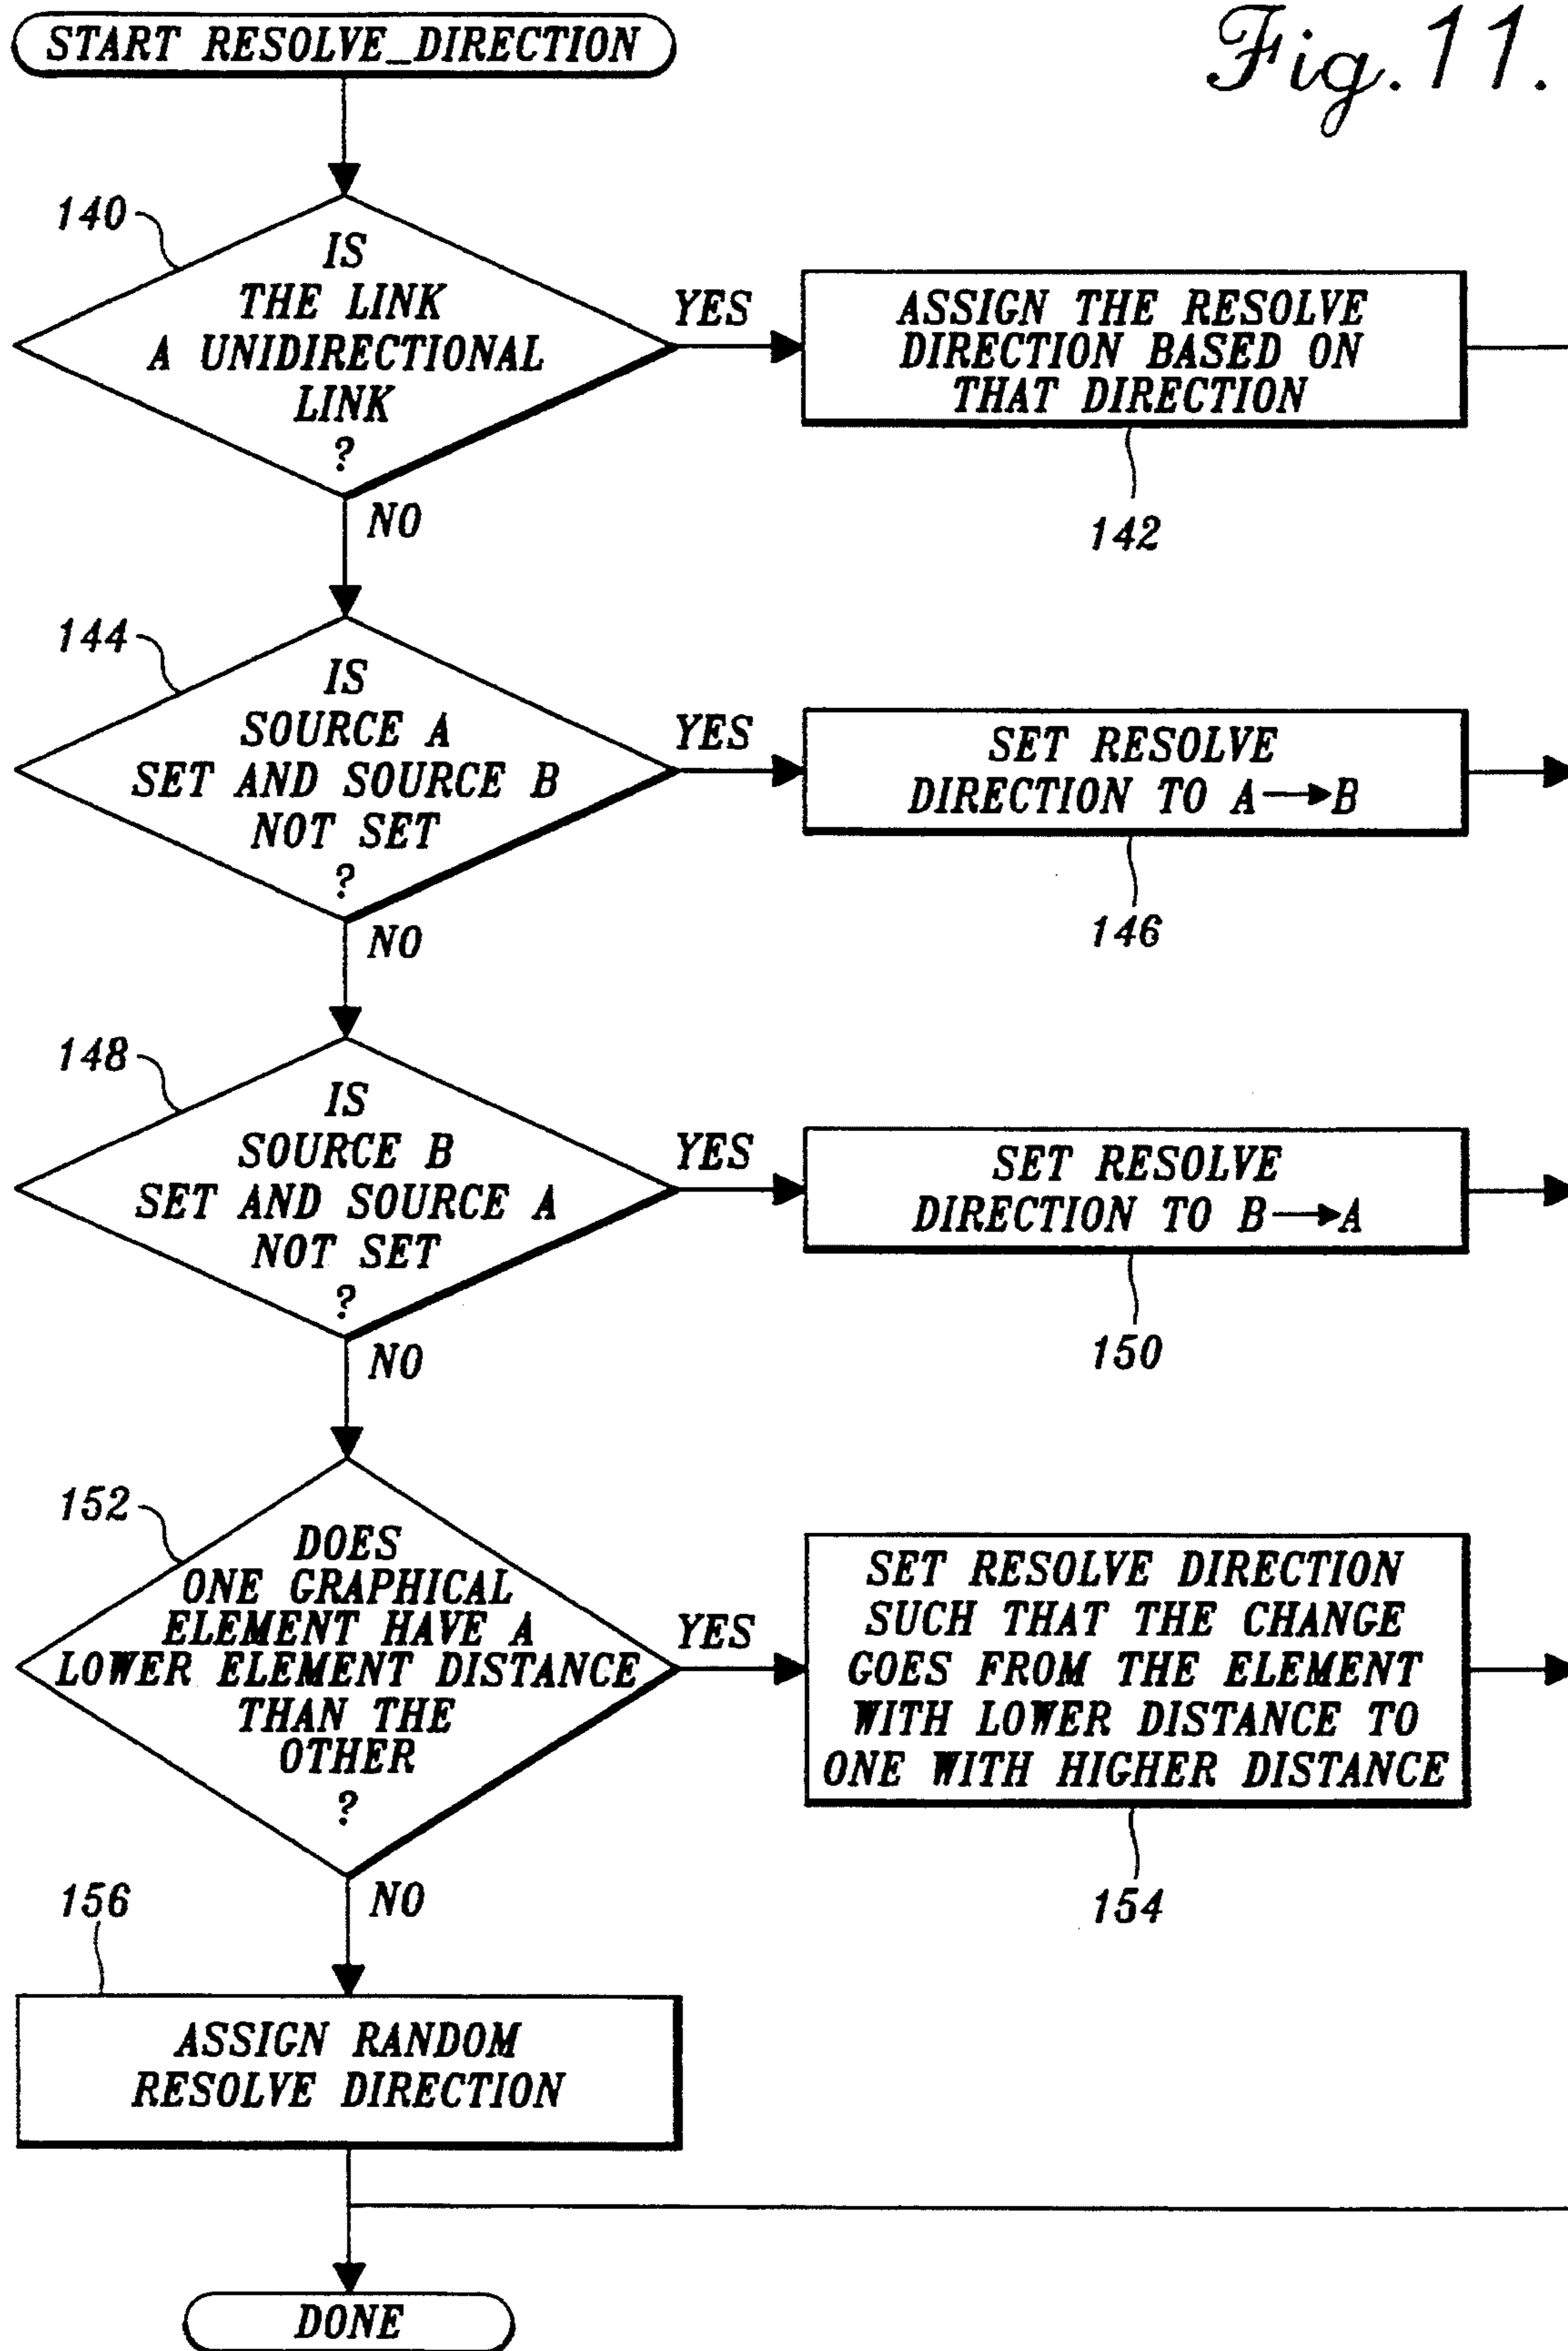 START RESOLVE_DIRECTION
Fig.11.
140
IS
THE LINK
A UNIDIRECTIONAL
LINK
?
YES
ASSIGN THE RESOLVE
DIRECTION BASED ON
THAT DIRECTION
142
NO
144
IS
SOURCE A
SET AND SOURCE B
NOT SET
?
YES
SET RESOLVE
DIRECTION TO A→B
146
NO
148
IS
SOURCE B
SET AND SOURCE A
NOT SET
?
YES
SET RESOLVE
DIRECTION TO B→A
150
NO
152
DOES
ONE GRAPHICAL
ELEMENT HAVE A
LOWER ELEMENT DISTANCE
THAN THE
OTHER
?
YES
SET RESOLVE DIRECTION
SUCH THAT THE CHANGE
GOES FROM THE ELEMENT
WITH LOWER DISTANCE TO
ONE WITH HIGHER DISTANCE
154
NO
156
ASSIGN RANDOM
RESOLVE DIRECTION
DONE